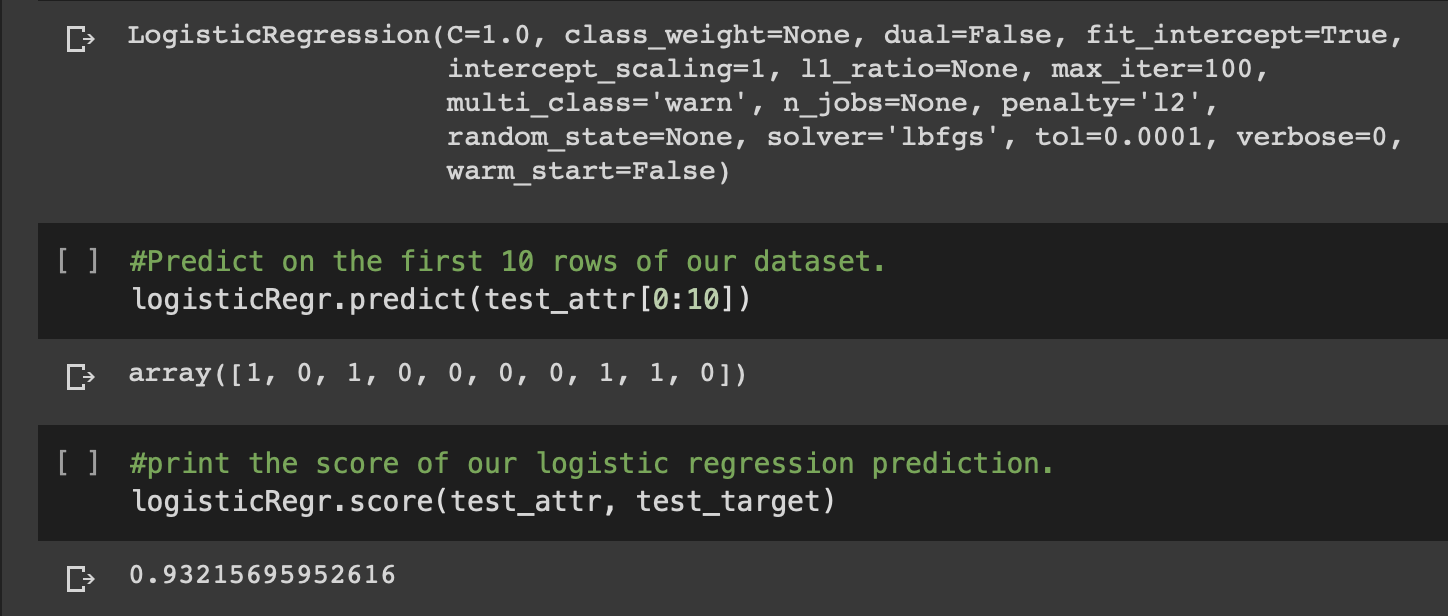 LogisticRegression(C=1.0, class_weight=None, dual=False, fit_intercept=True,
intercept_scaling=1, l1_ratio=None, max_iter=100,
multi_class='warn', n_jobs=None, penalty='l2',
random_state=None, solver='lbfgs', tol=0.0001, verbose=0,
warm_start=False)
[ ] #Predict on the first 10 rows of our dataset.
logisticRegr.predict(test_attr[0:10])
array([1, 0, 1, 0, 0, 0, 0, 1, 1, 0])
[ ] #print the score of our logistic regression prediction.
logisticRegr.score(test_attr, test_target)
0.93215695952616